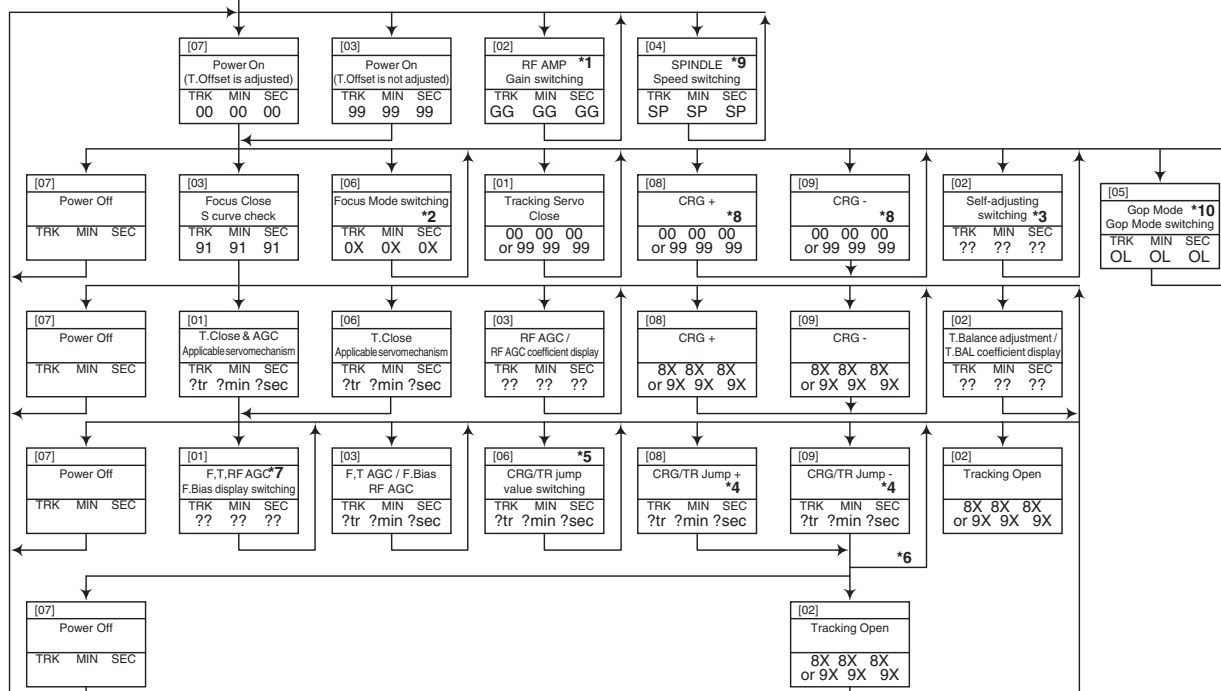 [07]
Power On
(T.Offset is adjusted)
TRK MIN SEC
00 00 00
[03]
Power On
(T.Offset is not adjusted)
TRK MIN SEC
99 99 99
[02]
RF AMP *1
Gain switching
TRK MIN SEC
GG GG GG
[04]
SPINDLE *9
Speed switching
TRK MIN SEC
SP SP SP
[07]
Power Off
TRK MIN SEC
[03]
Focus Close
S curve check
TRK MIN SEC
91 91 91
[06]
Focus Mode switching
*2
TRK MIN SEC
0X 0X 0X
[01]
Tracking Servo
Close
00 00 00
or 99 99 99
[08]
CRG +
*8
00 00 00
or 99 99 99
[09]
CRG -
*8
00 00 00
or 99 99 99
[02]
Self-adjusting
switching *3
TRK MIN SEC
?? ?? ??
[05]
Gop Mode *10
Gop Mode switching
TRK MIN SEC
OL OL OL
[07]
Power Off
TRK MIN SEC
[01]
T.Close & AGC
Applicable servomechanism
TRK MIN SEC
?tr ?min ?sec
[06]
T.Close
Applicable servomechanism
TRK MIN SEC
?tr ?min ?sec
[03]
RF AGC /
RF AGC coefficient display
TRK MIN SEC
?? ?? ??
[08]
CRG +
8X 8X 8X
or 9X 9X 9X
[09]
CRG -
8X 8X 8X
or 9X 9X 9X
[02]
T.Balance adjustment /
T.BAL coefficient display
TRK MIN SEC
?? ?? ??
[07]
Power Off
TRK MIN SEC
[01]
F,T,RF AGC*7
F.Bias display switching
TRK MIN SEC
?? ?? ??
[03]
F,T AGC / F.Bias
RF AGC
TRK MIN SEC
?tr ?min ?sec
[06] *5
CRG/TR jump
value switching
TRK MIN SEC
?tr ?min ?sec
[08]
CRG/TR Jump +
*4
TRK MIN SEC
?tr ?min ?sec
[09]
CRG/TR Jump -
*4
TRK MIN SEC
?tr ?min ?sec
[02]
Tracking Open
8X 8X 8X
or 9X 9X 9X
*6
[07]
Power Off
TRK MIN SEC
[02]
Tracking Open
8X 8X 8X
or 9X 9X 9X